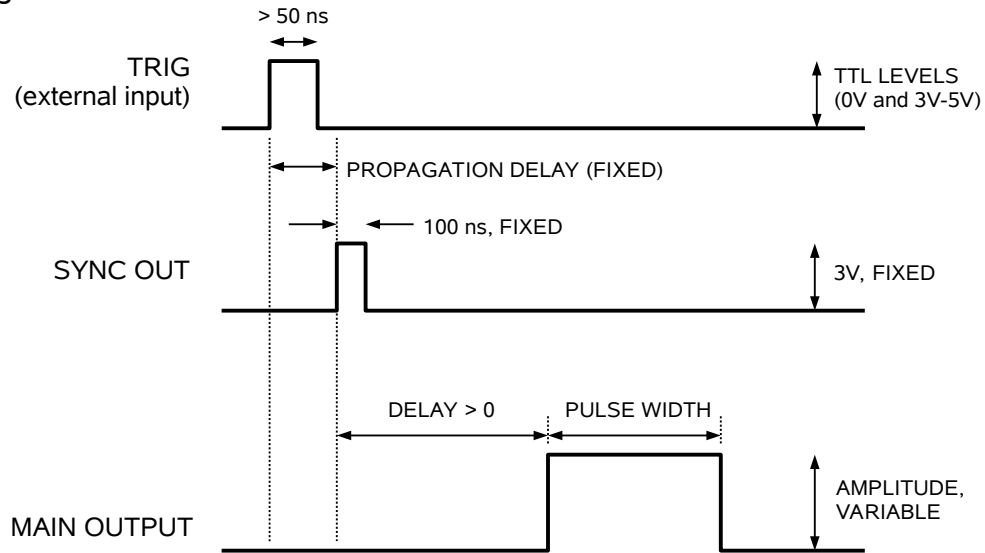 > 50 ns
TRIG
(external input)
TTL LEVELS
(0V and 3V-5V)
PROPAGATION DELAY (FIXED)
100 ns, FIXED
SYNC OUT
3V, FIXED
DELAY > 0
PULSE WIDTH
AMPLITUDE,
VARIABLE
MAIN OUTPUT